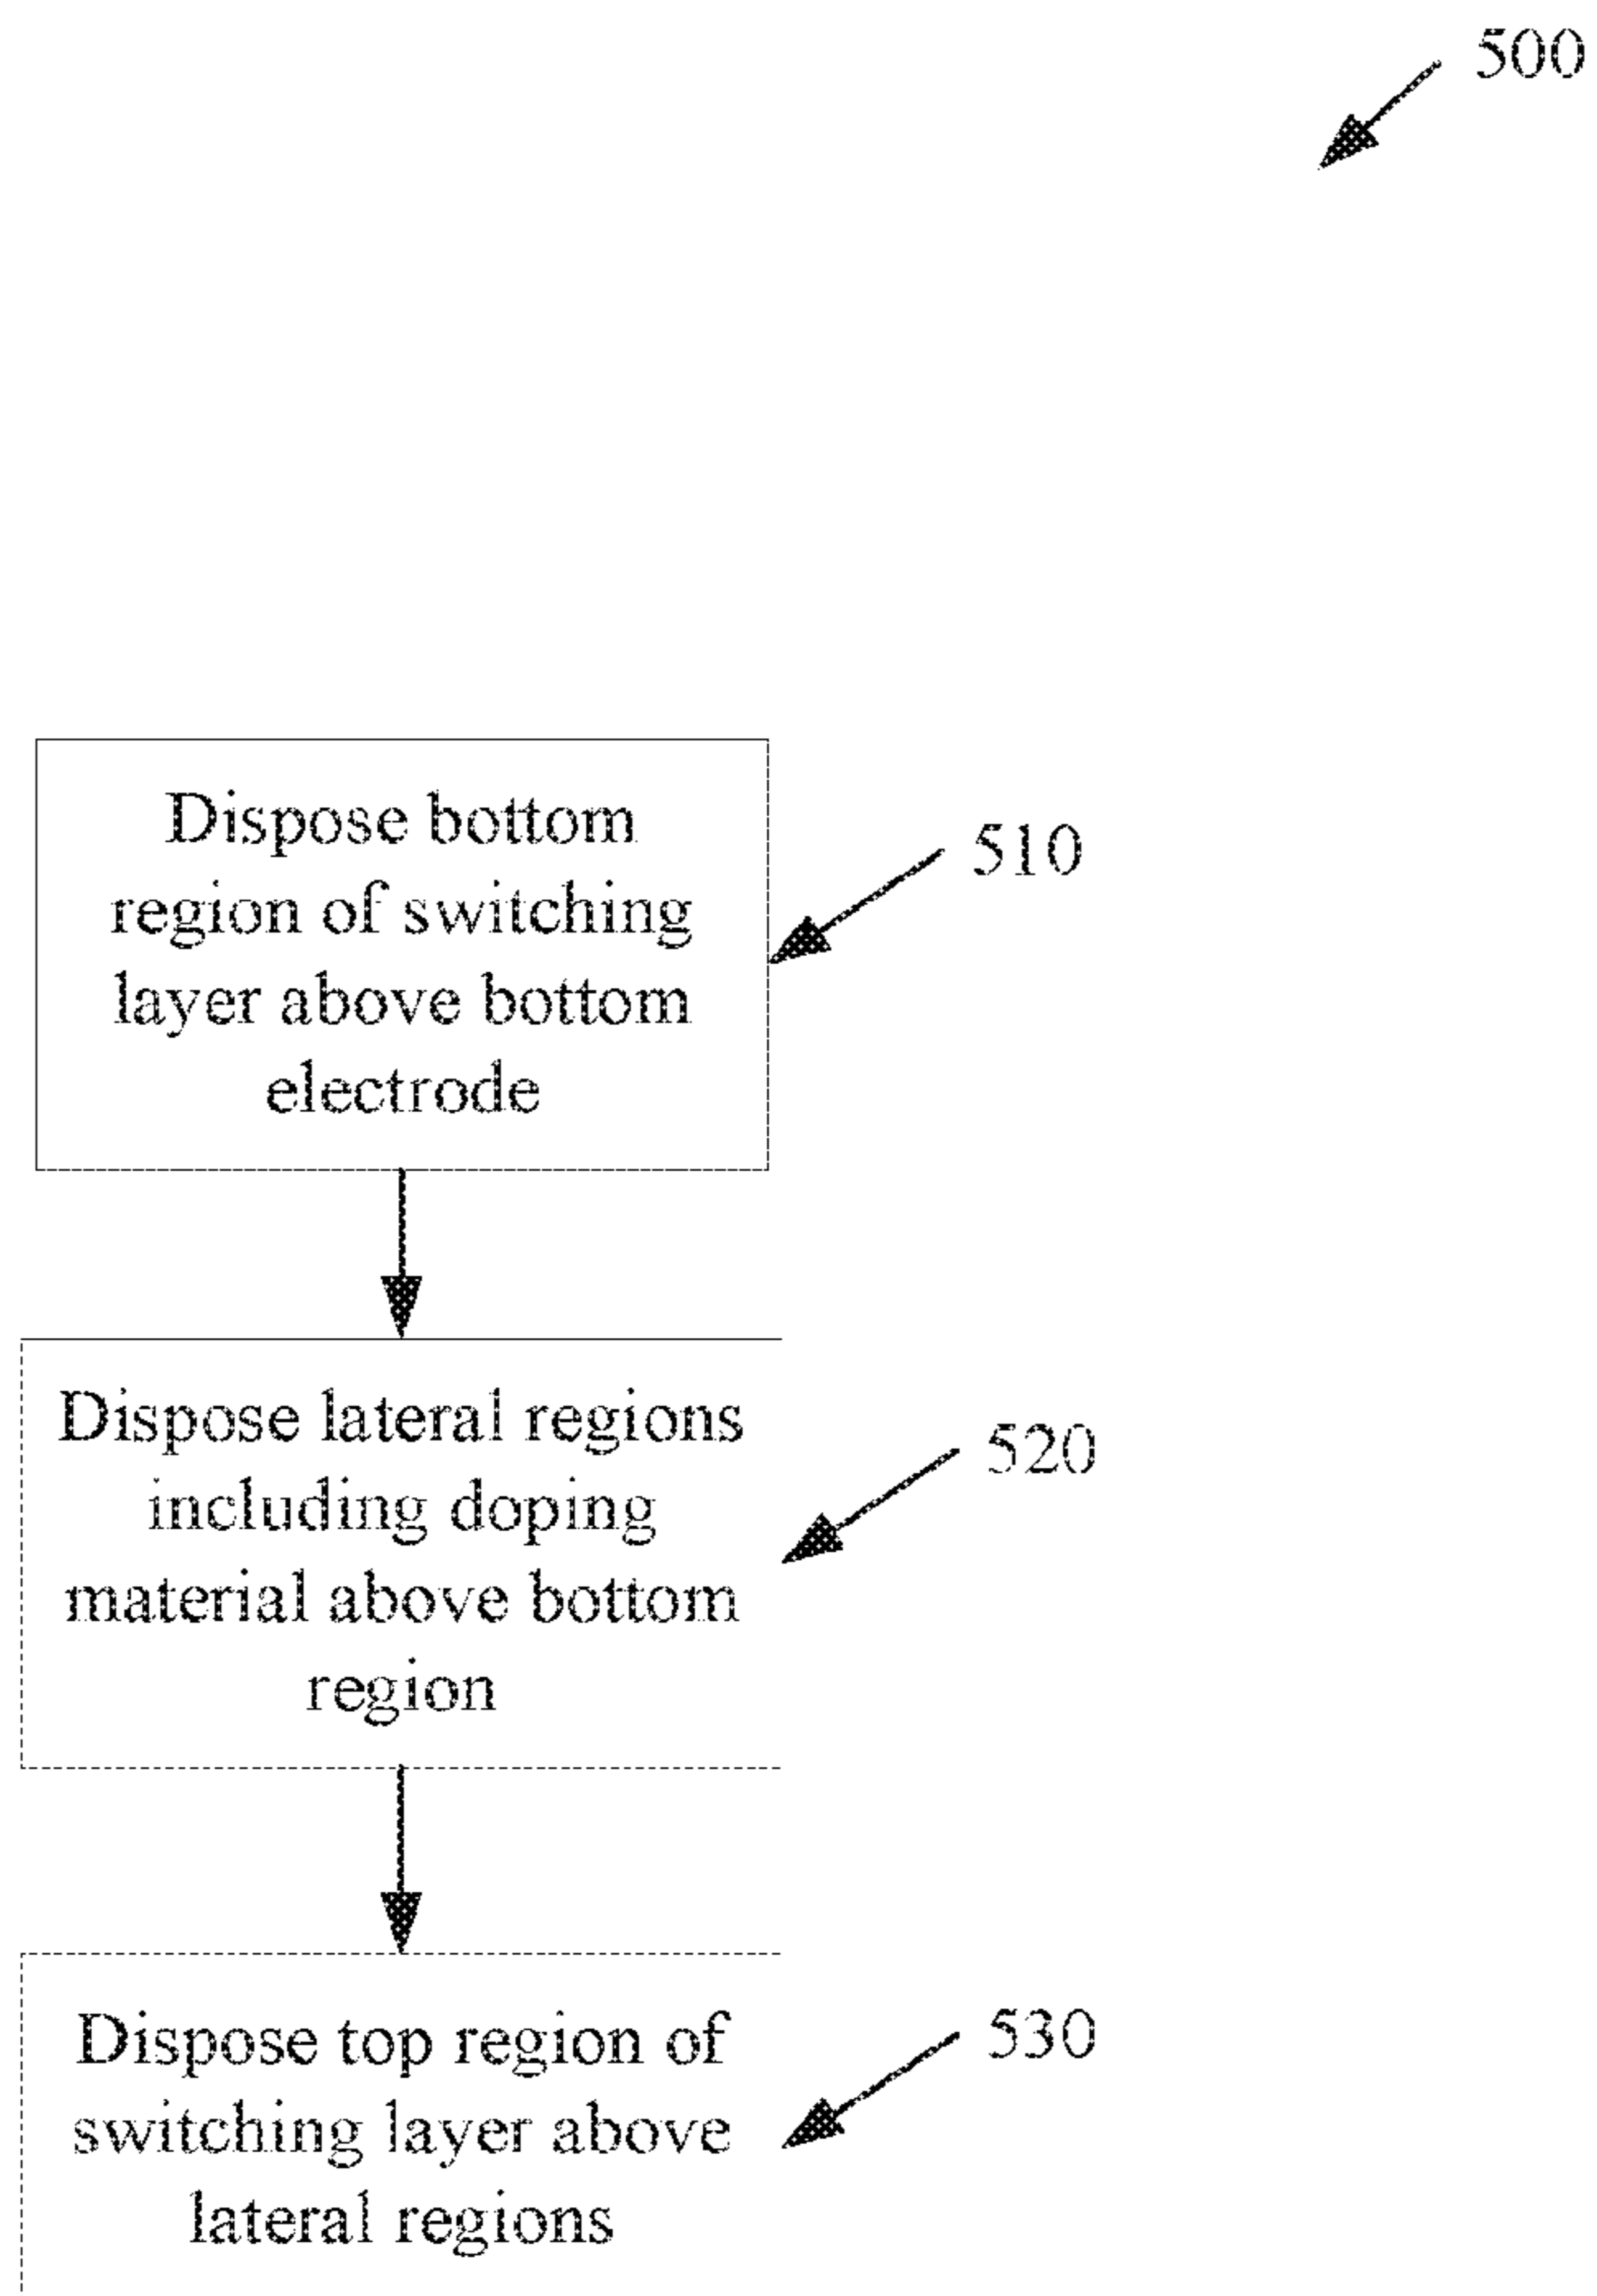 500
Dispose bottom
region of switching
layer above bottom
electrode
510
Dispose lateral regions
including doping
material above bottom
region
520
Dispose top region of
switching layer above
lateral regions
530